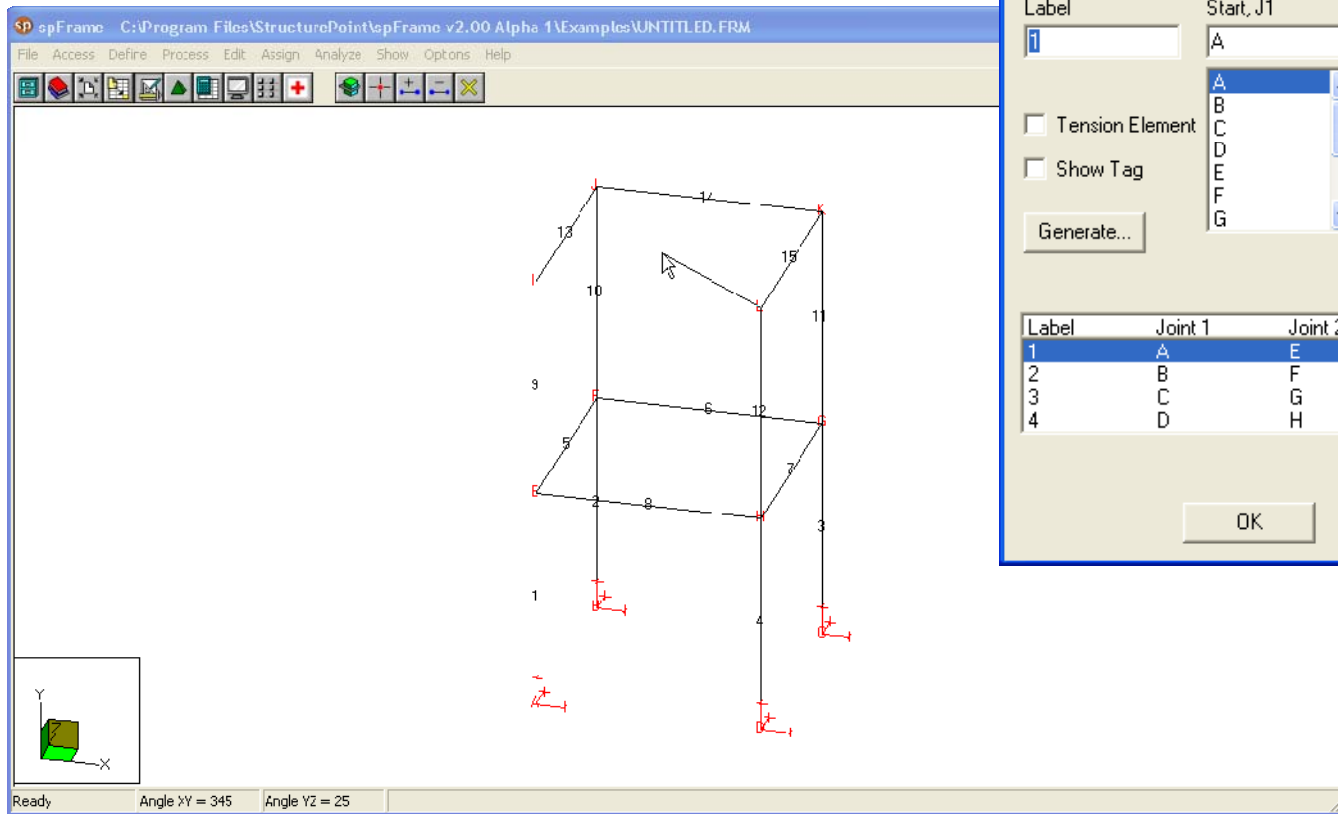 sp spFrame C:\Program Files\StructurePoint\spFrame v2.00 Alpha 1\Examples\UNTITLED.FRM
File Access Define Process Edit Assign Analyze Show Options Help
Label Start, J1
1 A
A
B
Tension Element C
D
Show Tag E
F
G
Generate...
Label Joint 1 Joint 2
1 A E
2 B F
3 C G
4 D H
OK
J 14 K
13 15
I 10 L 11
9
F 6 12 G
5 7
E 2 8 H 3
1 B 4 C
A D
Y
Z
X
Ready Angle XY = 345 Angle YZ = 25